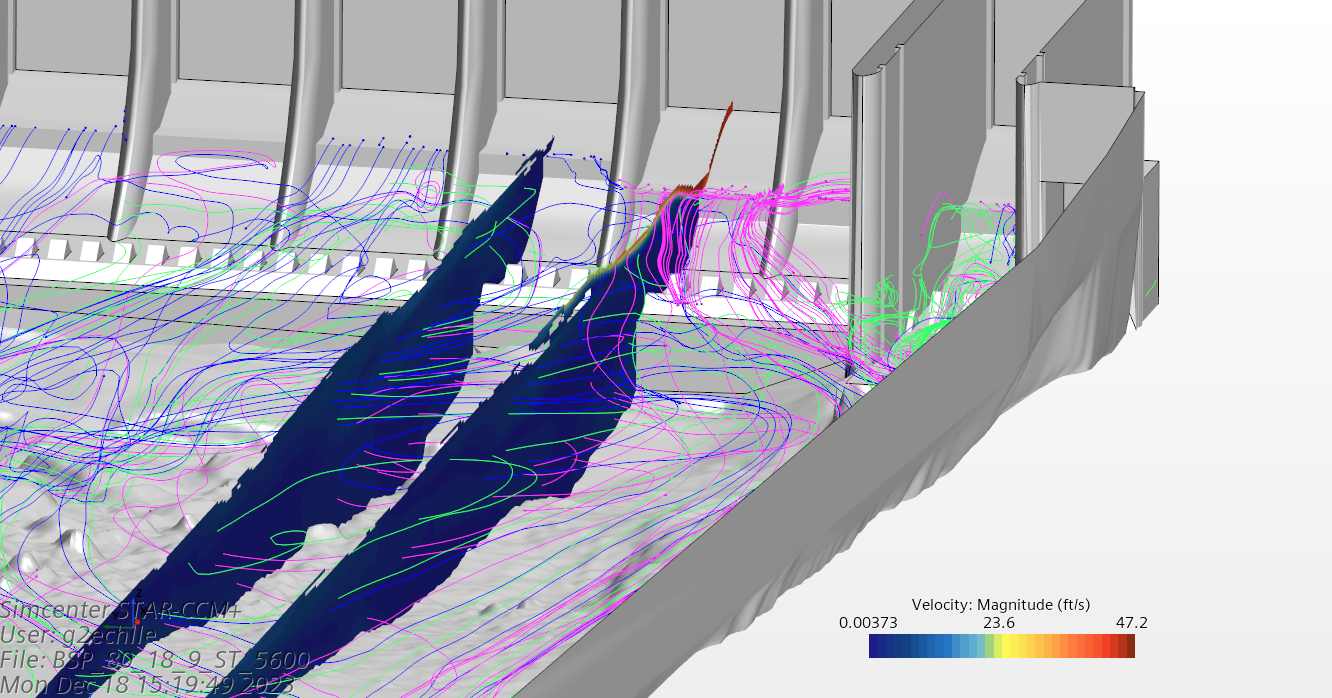 Simcenter STAR-CCM+
User: g2echlle
File: BSP_80_18_9_ST_5600
Mon Dec 18 15:19:49 2023
Velocity: Magnitude (ft/s)
0.00373 23.6 47.2